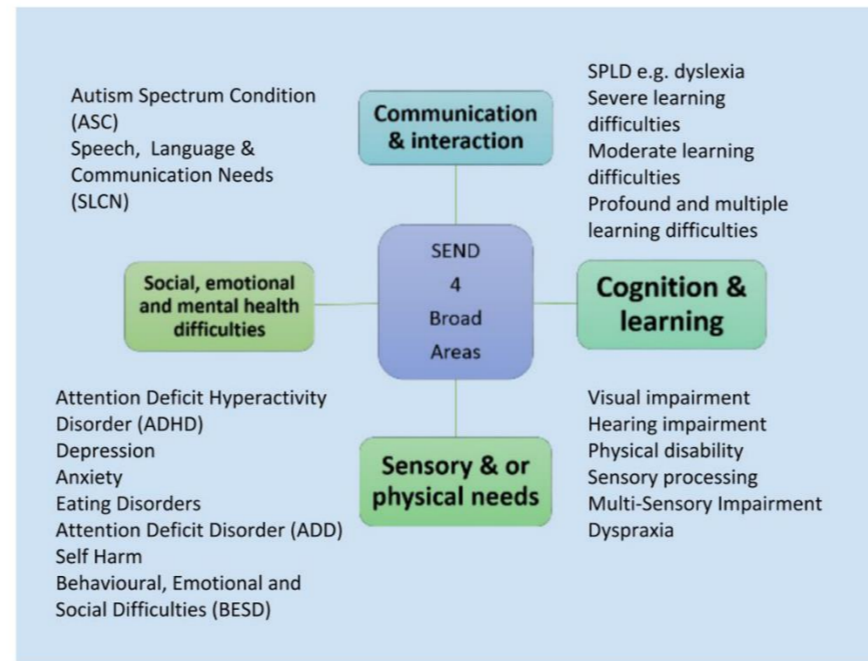 Autism Spectrum Condition
(ASC)
Speech, Language &
Communication Needs
(SLCN)
Communication
& interaction
SPLD e.g. dyslexia
Severe learning
difficulties
Moderate learning
difficulties
Profound and multiple
learning difficulties
Social, emotional
and mental health
difficulties
SEND
4
Broad
Areas
Cognition &
learning
Attention Deficit Hyperactivity
Disorder (ADHD)
Depression
Anxiety
Eating Disorders
Attention Deficit Disorder (ADD)
Self Harm
Behavioural, Emotional and
Social Difficulties (BESD)
Sensory & or
physical needs
Visual impairment
Hearing impairment
Physical disability
Sensory processing
Multi-Sensory Impairment
Dyspraxia